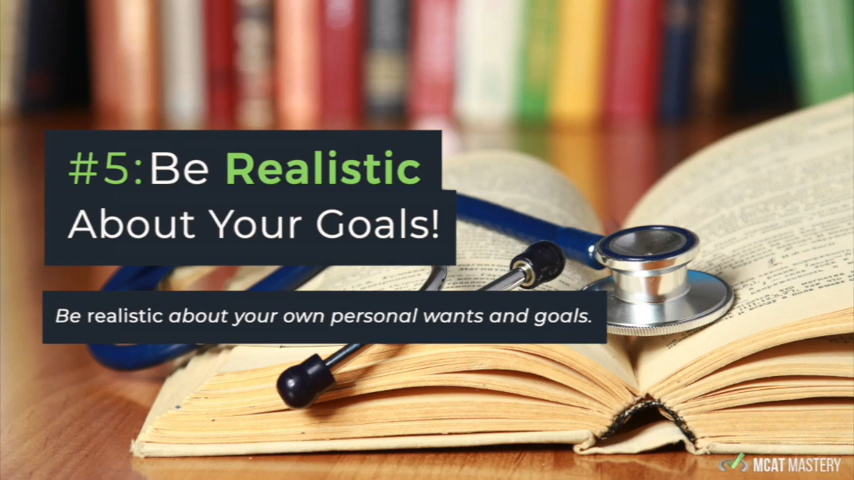 #5:Be Realistic
About Your Goals!
Be realistic about your own personal wants and goals.
MCAT MASTERY